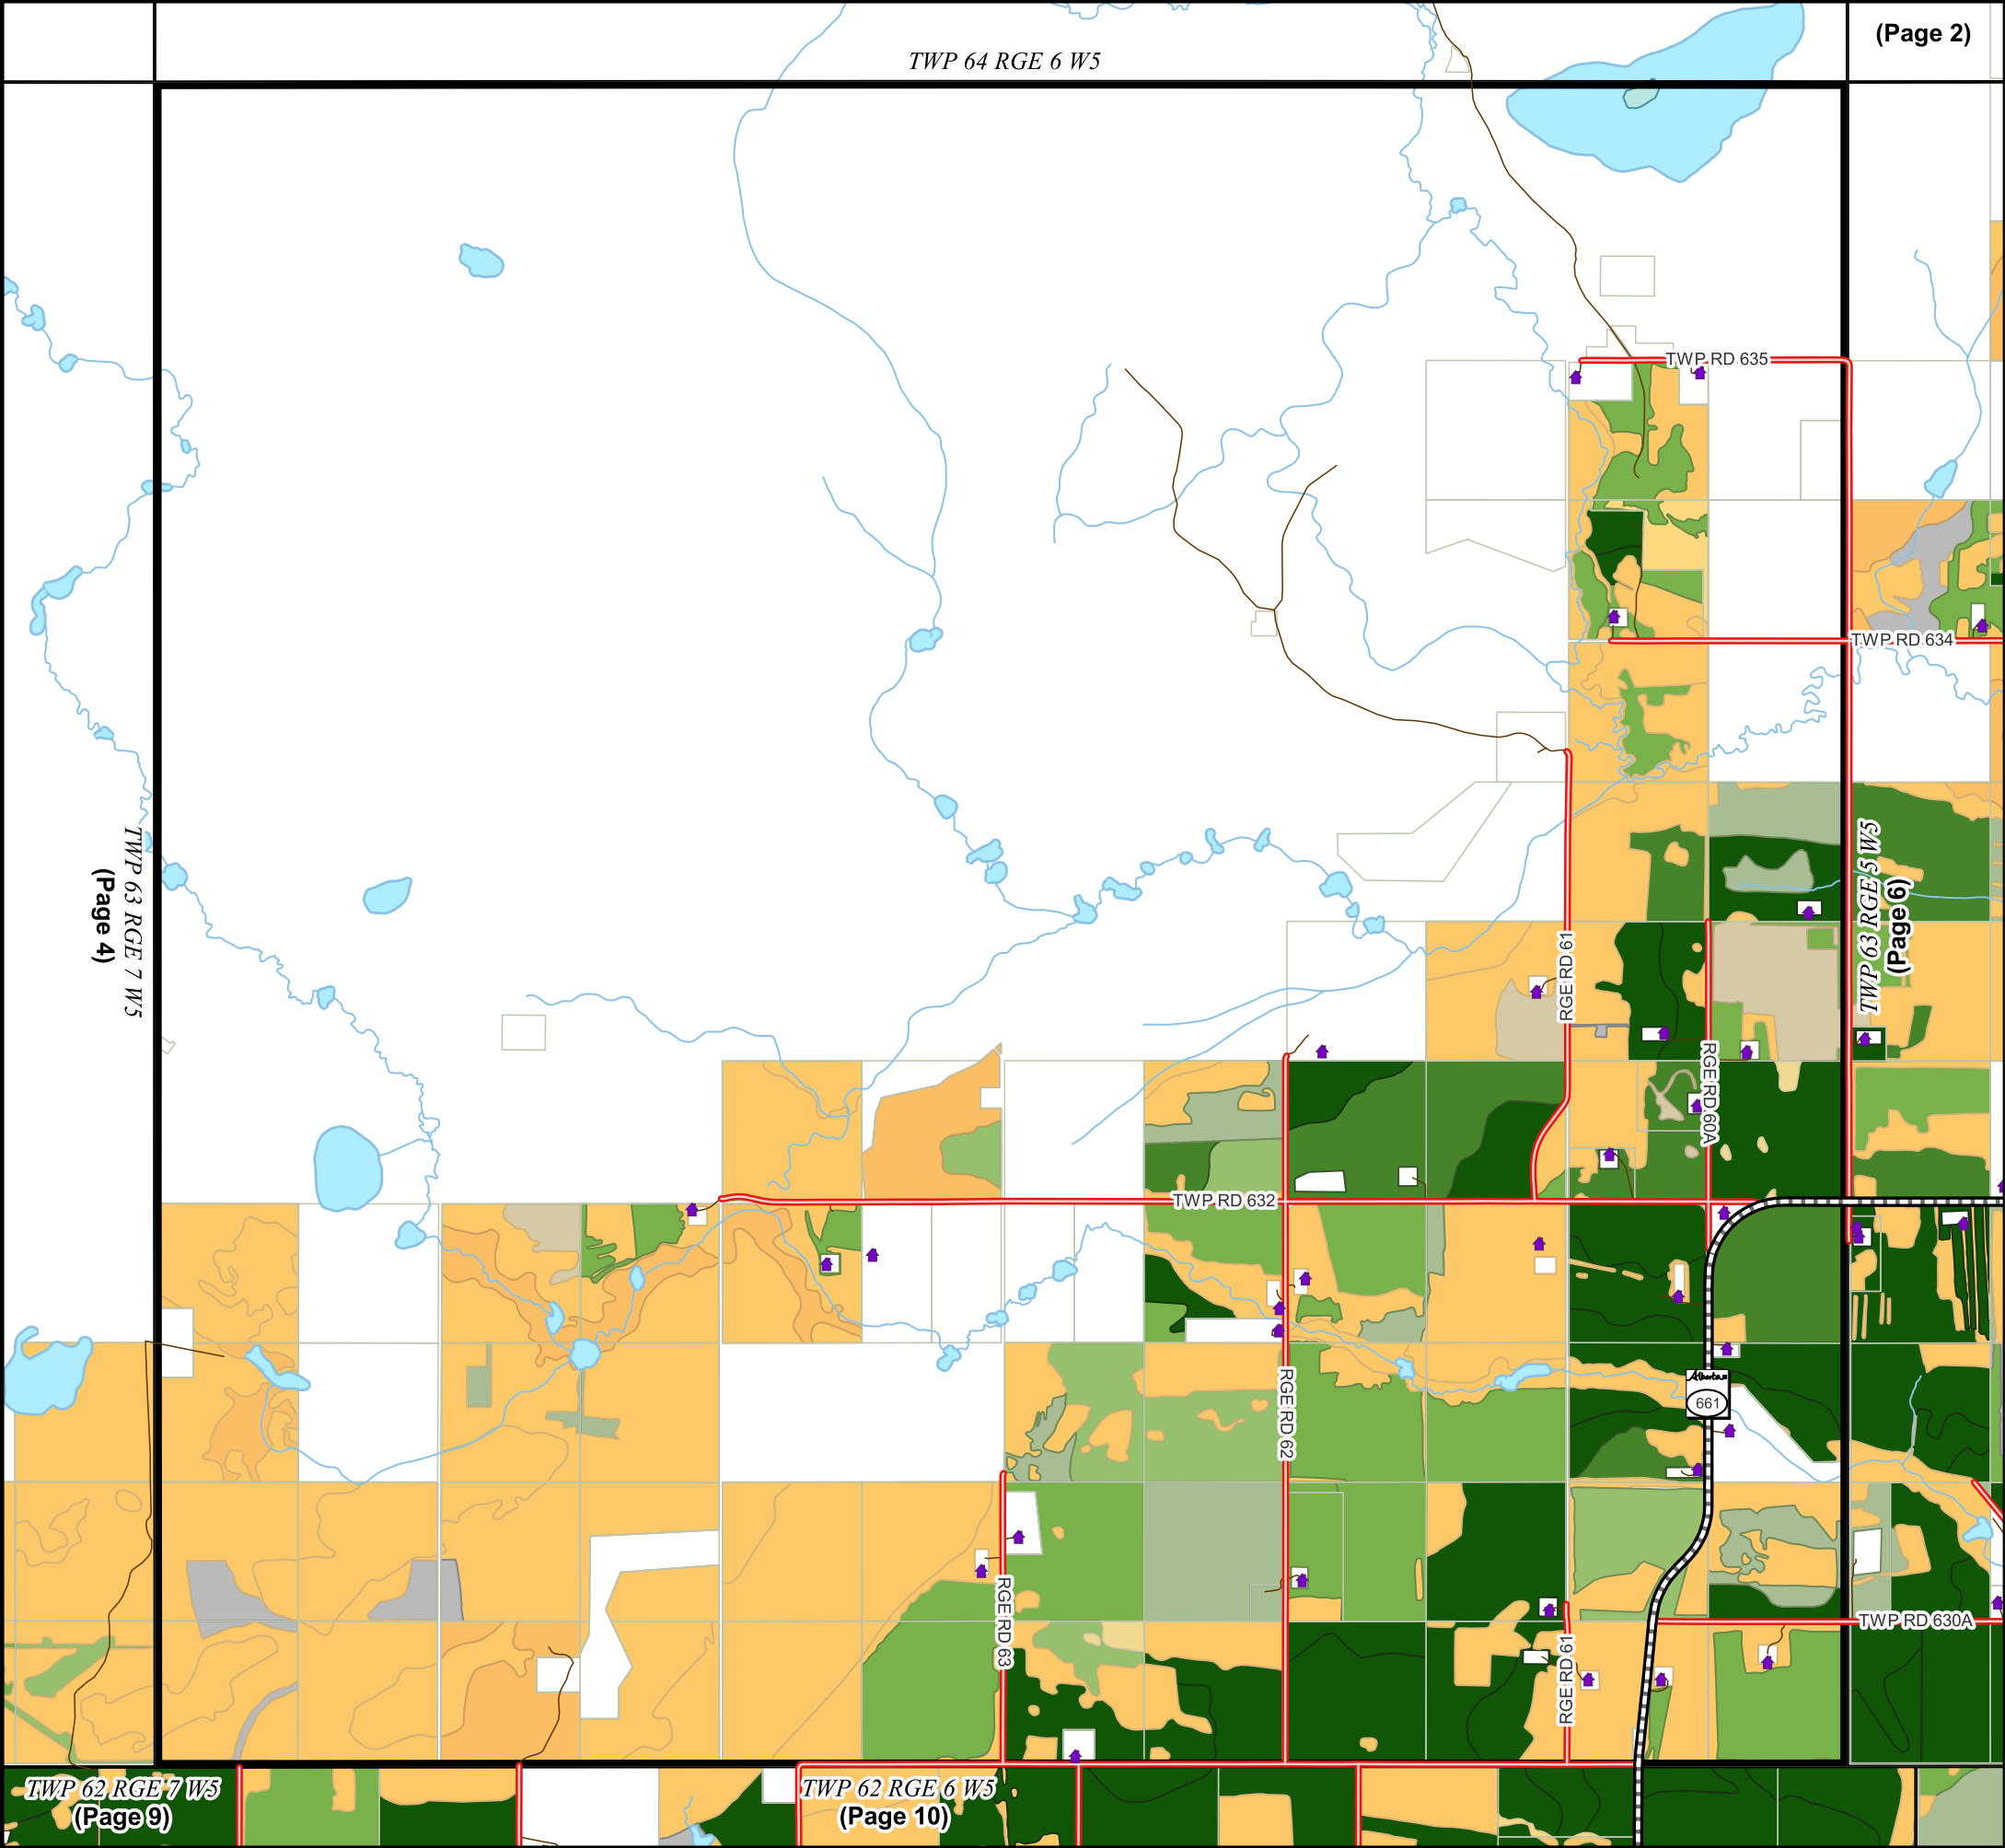 (Page 2)
TWP 64 RGE 6 W5
TWP RD 635
TWP RD 634
TWP 63 RGE 7 W5
(Page 4)
TWP 63 RGE 5 W5
(Page 6)
RGE RD 61
RGE RD 60A
TWP RD 632
RGE RD 62
Alberta
661
RGE RD 63
RGE RD 61
TWP RD 630A
TWP 62 RGE 7 W5
(Page 9)
TWP 62 RGE 6 W5
(Page 10)